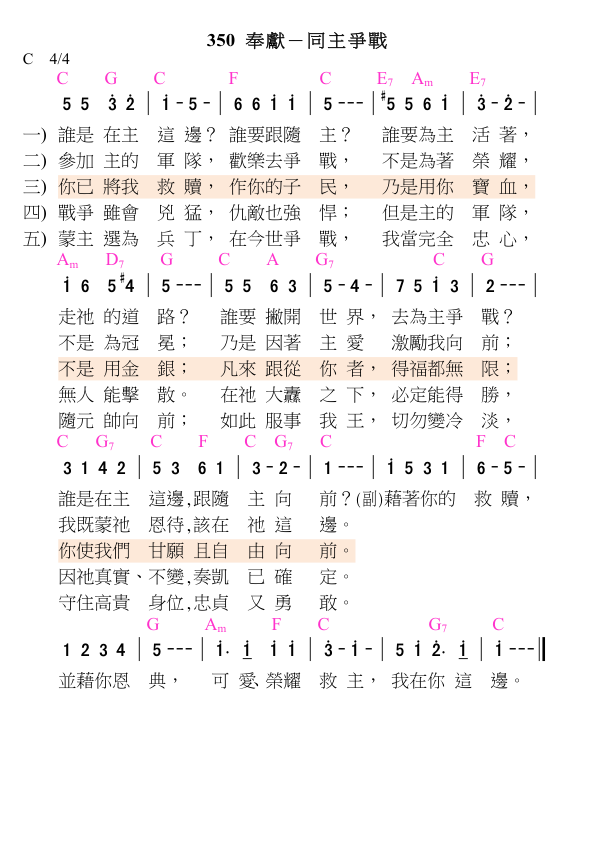 350 奉獻－同主爭戰
C 4/4
C G C F C E7 Am E7
5 5 3̇ 2̇ | 1̇ - 5 - | 6 6 1̇ 1̇ | 5 - - - | #5 5 6 1̇ | 3̇ - 2̇ - |
一) 誰是 在主 這 邊？ 誰要跟隨 主？ 誰要為主 活 著，
二) 參加 主的 軍 隊， 歡樂去爭 戰， 不是為著 榮 耀，
三) 你已 將我 救 贖， 作你的子 民， 乃是用你 寶 血，
四) 戰爭 雖會 兇 猛， 仇敵也強 悍； 但是主的 軍 隊，
五) 蒙主 選為 兵 丁， 在今世爭 戰， 我當完全 忠 心，
Am D7 G C A G7 C G
1̇ 6 5 #4 | 5 - - - | 5 5 6 3 | 5 - 4 - | 7 5 1̇ 3 | 2 - - - |
走祂 的道 路？ 誰要 撇開 世 界， 去為主爭 戰？
不是 為冠 冕； 乃是 因著 主 愛 激勵我向 前；
不是 用金 銀； 凡來 跟從 你 者， 得福都無 限；
無人 能擊 散。 在祂 大纛 之 下， 必定能得 勝，
隨元 帥向 前； 如此 服事 我 王， 切勿變冷 淡，
C G7 C F C G7 C F C
3 1 4 2 | 5 3 6 1 | 3 - 2 - | 1 - - - | 1̇ 5 3 1 | 6 - 5 - |
誰是在主 這邊,跟隨 主 向 前？(副)藉著你的 救 贖，
我既蒙祂 恩待,該在 祂 這 邊。
你使我們 甘願 且自 由 向 前。
因祂真實、不變,奏凱 已 確 定。
守住高貴 身位,忠貞 又 勇 敢。
G Am F C G7 C
1 2 3 4 | 5 - - - | 1̇. 1̇ 1̇ 1̇ | 3̇ - 1̇ - | 5 1̇ 2̇. 1̇ | 1̇ - - - ‖
並藉你恩 典， 可 愛、榮耀 救 主， 我在你 這 邊。